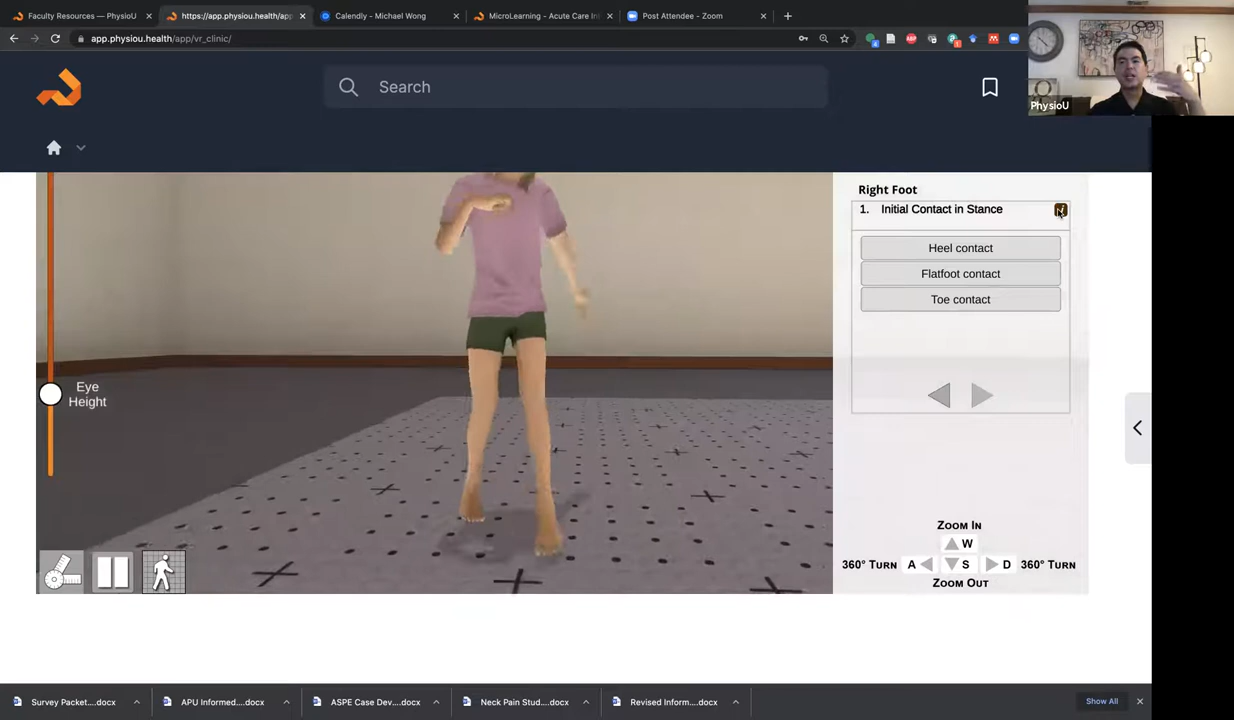 Faculty Resources — PhysioU
https://app.physiou.health/app
Calendly - Michael Wong
MicroLearning - Acute Care In
Post Attendee - Zoom
app.physiou.health/app/vr_clinic/
Search
PhysioU
Eye
Height
Right Foot
1. Initial Contact in Stance
Heel contact
Flatfoot contact
Toe contact
ZOOM IN
W
360° TURN A S D 360° TURN
ZOOM OUT
Survey Packet....docx
APU Informed....docx
ASPE Case Dev....docx
Neck Pain Stud....docx
Revised Inform....docx
Show All